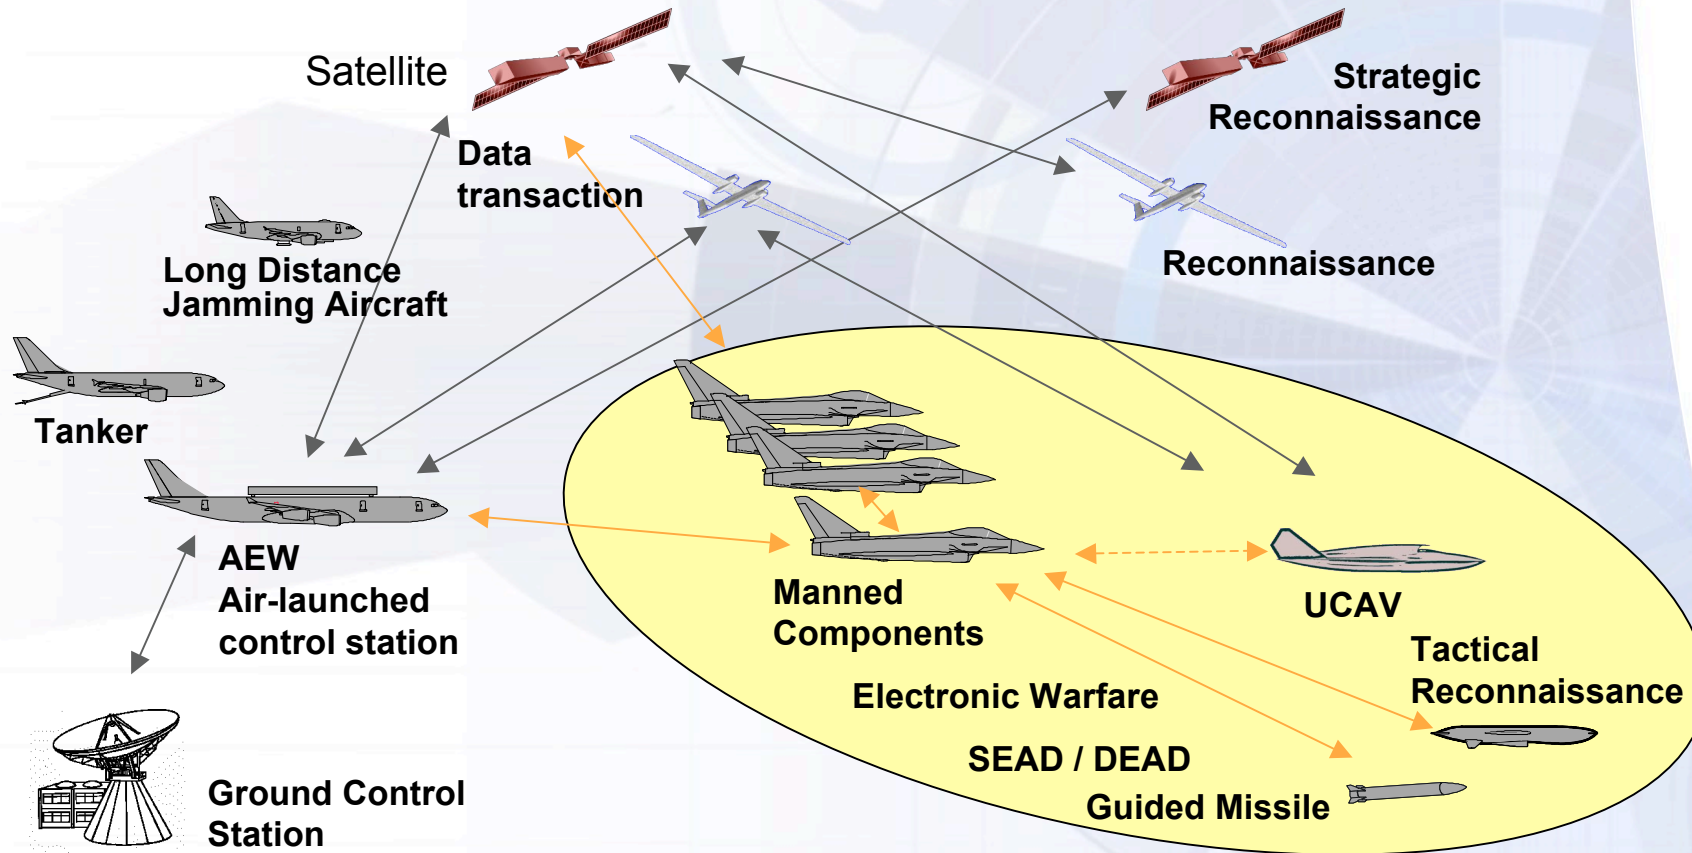 Satellite
Strategic
Reconnaissance
Data
transaction
Long Distance
Jamming Aircraft
Reconnaissance
Tanker
AEW
Air-launched
control station
Manned
Components
UCAV
Tactical
Reconnaissance
Electronic Warfare
SEAD / DEAD
Guided Missile
Ground Control
Station